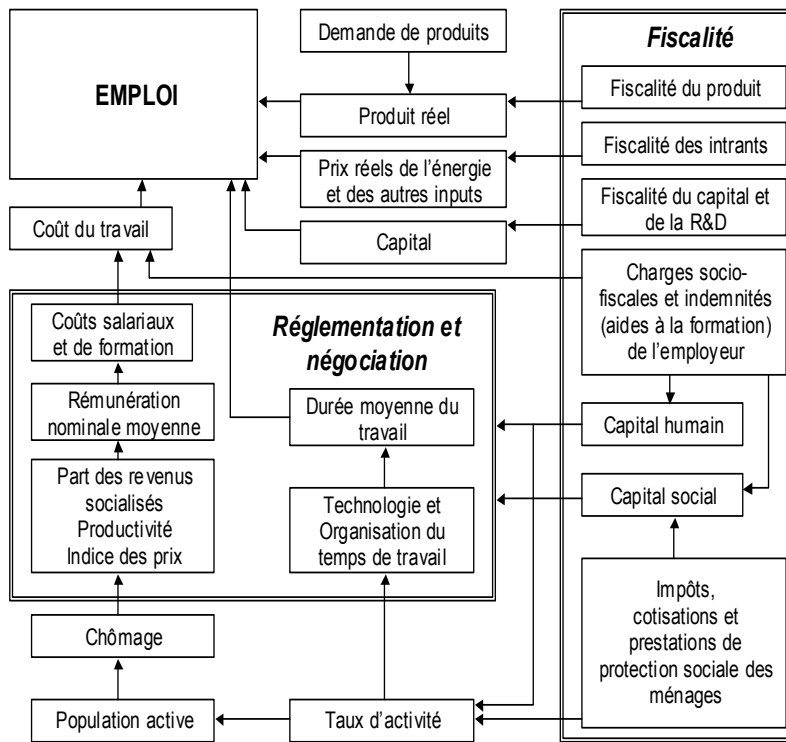 EMPLOI
Demande de produits
Produit réel
Prix réels de l’énergie
et des autres inputs
Capital
Coût du travail
Fiscalité
Fiscalité du produit
Fiscalité des intrants
Fiscalité du capital et
de la R&D
Charges socio-
fiscales et indemnités
(aides à la formation)
de l’employeur
Capital humain
Capital social
Impôts,
cotisations et
prestations de
protection sociale des
ménages
Réglementation et
négociation
Coûts salariaux
et de formation
Rémunération
nominale moyenne
Part des revenus
socialisés
Productivité
Indice des prix
Durée moyenne du
travail
Technologie et
Organisation du
temps de travail
Chômage
Population active
Taux d’activité